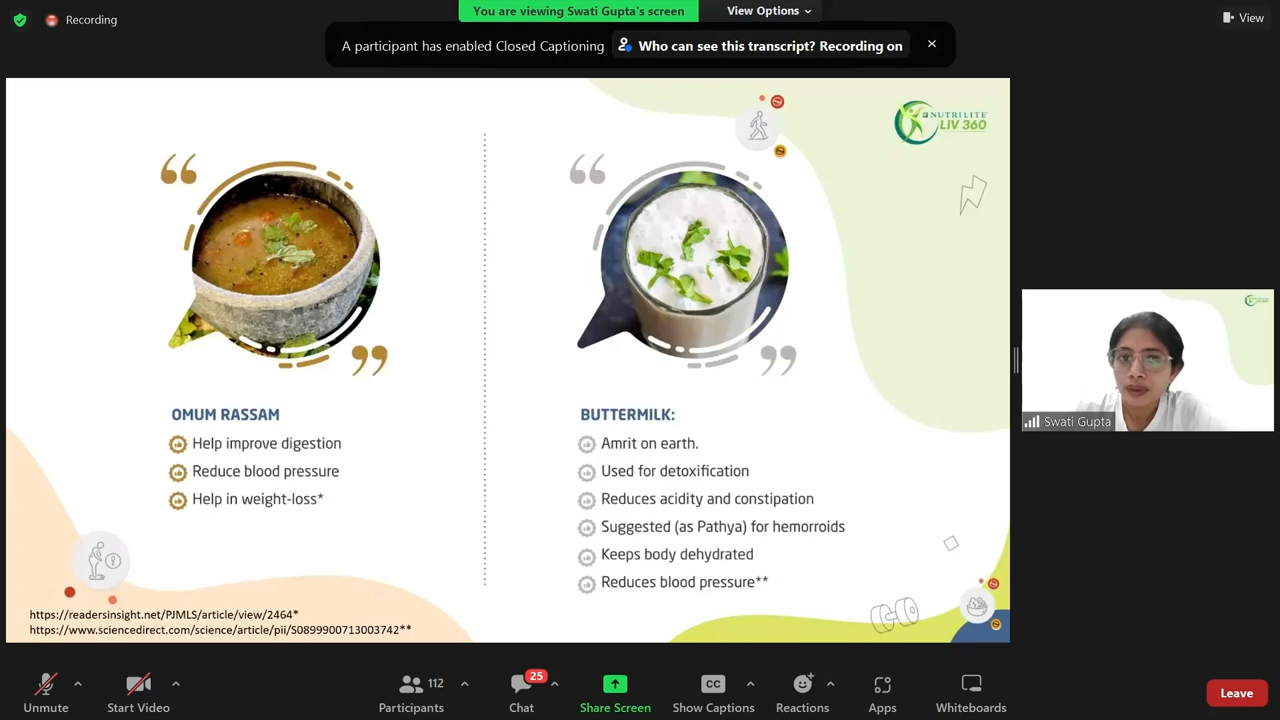 Recording
You are viewing Swati Gupta's screen
View Options
View
A participant has enabled Closed Captioning
Who can see this transcript? Recording on
NUTRILITE
LIV 360
OMUM RASSAM
Help improve digestion
Reduce blood pressure
Help in weight-loss*
BUTTERMILK:
Amrit on earth.
Used for detoxification
Reduces acidity and constipation
Suggested (as Pathya) for hemorroids
Keeps body dehydrated
Reduces blood pressure**
https://readersinsight.net/PJMLS/article/view/2464*
https://www.sciencedirect.com/science/article/pii/S0899900713003742**
Swati Gupta
Unmute
Start Video
112
Participants
25
Chat
Share Screen
CC
Show Captions
Reactions
Apps
Whiteboards
Leave